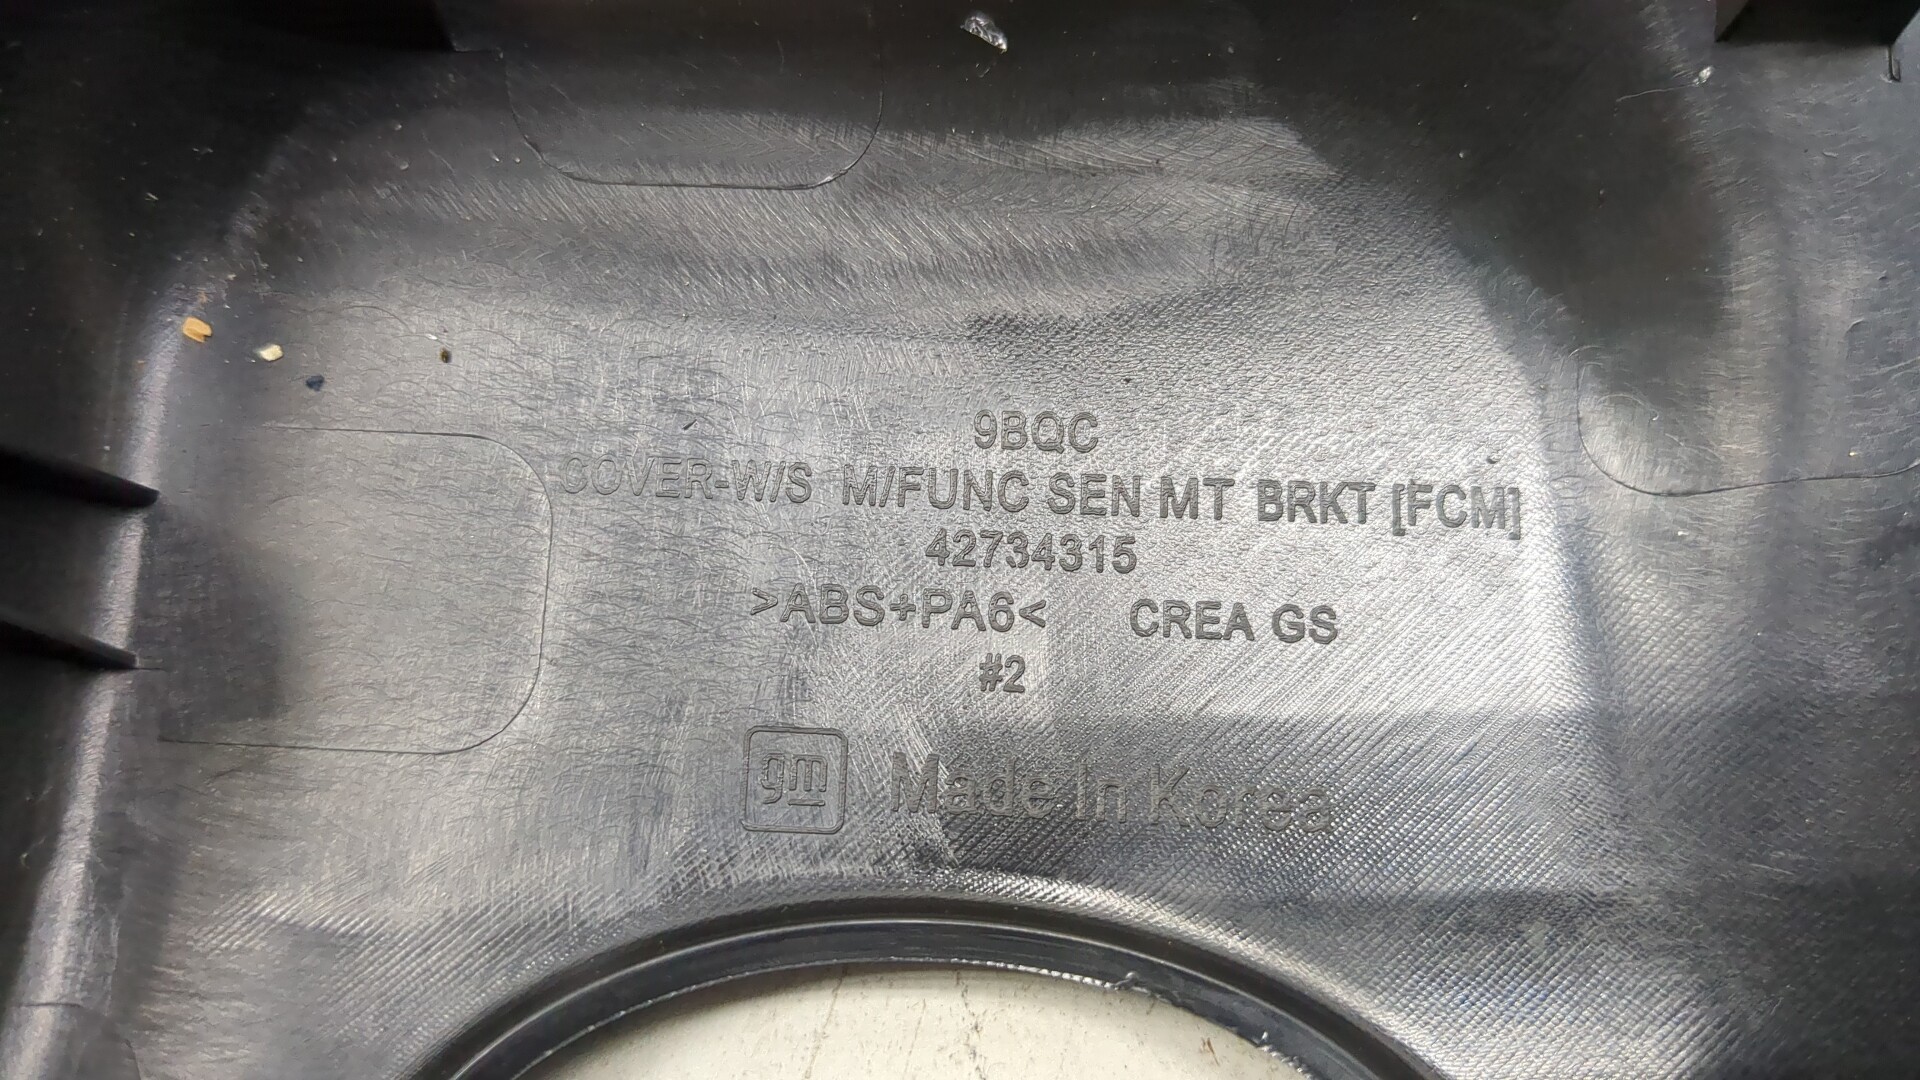 9BQC
COVER-W/S M/FUNC SEN MT BRKT [FCM]
42734315
>ABS+PA6< CREA GS
#2
gm Made In Korea